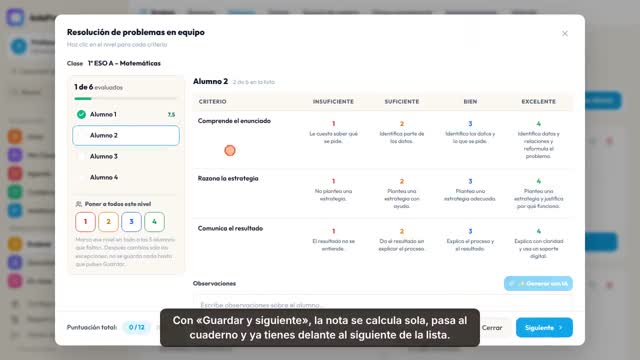 Resolución de problemas en equipo
Haz clic en el nivel para cada criterio
Clase 1º ESO A – Matemáticas
1 de 6 evaluados
Alumno 1 7,5
Alumno 2
Alumno 3
Alumno 4
Poner a todos este nivel
1 2 3 4
Marca ese nivel en todo a los 5 alumnos
que faltan. Después cambias solo las
excepciones; no se guarda nada hasta
que pulses Guardar.
Alumno 2 2 de 6 en la lista
CRITERIO INSUFICIENTE SUFICIENTE BIEN EXCELENTE
Comprende el enunciado
1 2 3 4
Le cuesta saber qué se pide.
Identifica parte de los datos.
Identifica los datos y lo que se pide.
Identifica datos y relaciones y reformula el problema.
Razona la estrategia
1 2 3 4
No plantea una estrategia.
Plantea una estrategia con ayuda.
Plantea una estrategia adecuada.
Plantea una estrategia y justifica por qué funciona.
Comunica el resultado
1 2 3 4
El resultado no se entiende.
Da el resultado sin explicar el proceso.
Explica el proceso y el resultado.
Explica con claridad y usa un soporte digital.
Observaciones
Generar con IA
Escribe observaciones sobre el alumno...
Puntuación total: 0 / 12
Cerrar
Siguiente
Con «Guardar y siguiente», la nota se calcula sola, pasa al
cuaderno y ya tienes delante al siguiente de la lista.